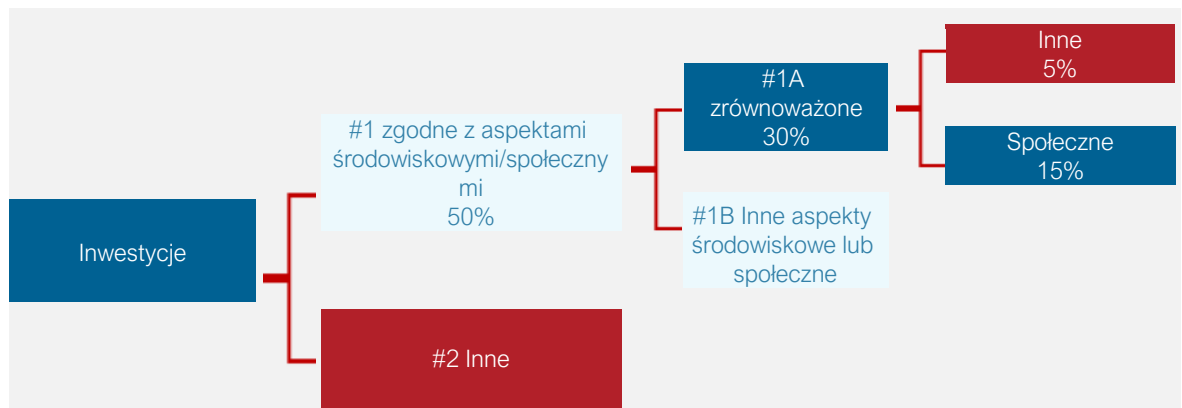 Inwestycje
#1 zgodne z aspektami
środowiskowymi/społeczny
mi
50%
#2 Inne
#1A
zrównoważone
30%
#1B Inne aspekty
środowiskowe lub
społeczne
Inne
5%
Społeczne
15%